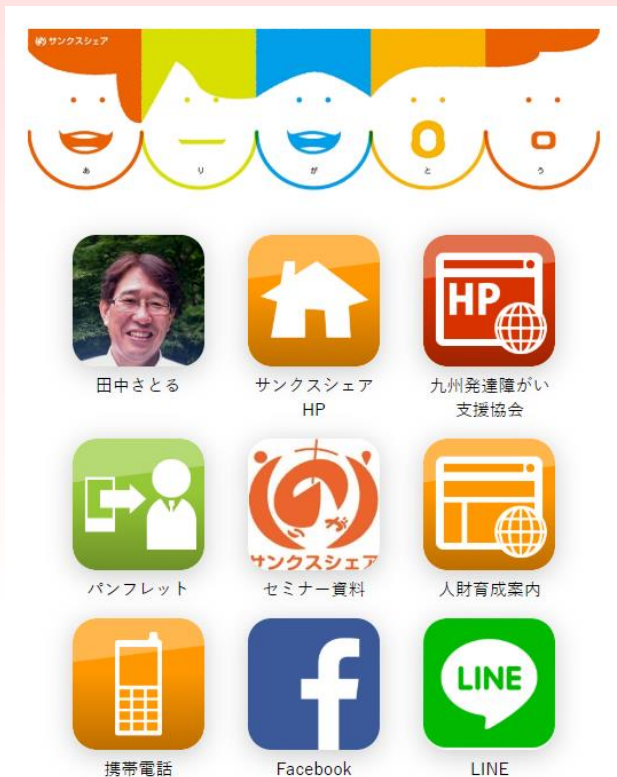 サンクスシェア
あ り が と う
田中さとる
サンクスシェア
HP
HP
九州発達障がい
支援協会
パンフレット
サンクスシェア
セミナー資料
人財育成案内
携帯電話
Facebook
LINE
LINE